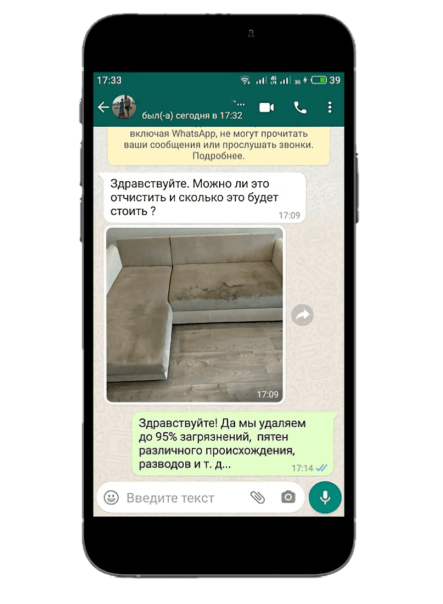 17:33
39
был(-а) сегодня в 17:32
включая WhatsApp, не могут прочитать
ваши сообщения или прослушать звонки.
Подробнее.
Здравствуйте. Можно ли это
отчистить и сколько это будет
стоить ?
17:09
17:09
Здравствуйте! Да мы удаляем
до 95% загрязнений, пятен
различного происхождения,
разводов и т. д...
17:14
Введите текст